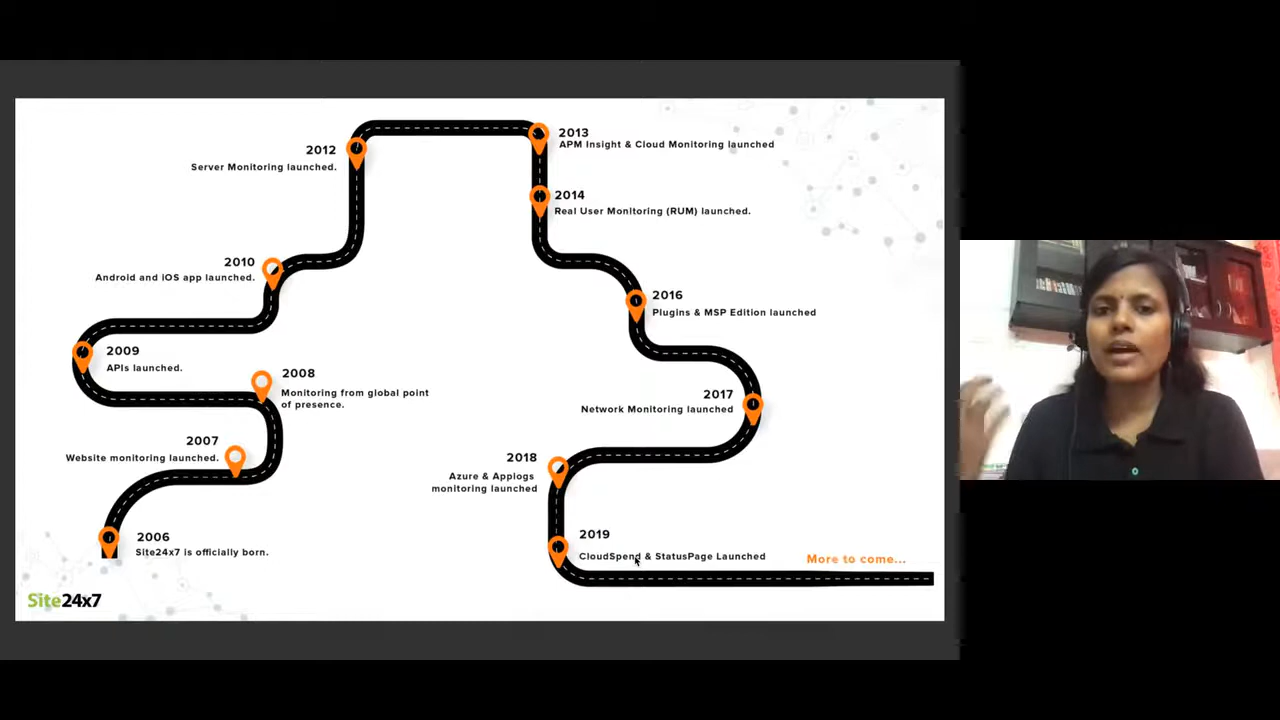 2006
Site24x7 is officially born.
2007
Website monitoring launched.
2008
Monitoring from global point
of presence.
2009
APIs launched.
2010
Android and iOS app launched.
2012
Server Monitoring launched.
2013
APM Insight & Cloud Monitoring launched
2014
Real User Monitoring (RUM) launched.
2016
Plugins & MSP Edition launched
2017
Network Monitoring launched
2018
Azure & Applogs
monitoring launched
2019
CloudSpend & StatusPage Launched
More to come...
Site24x7